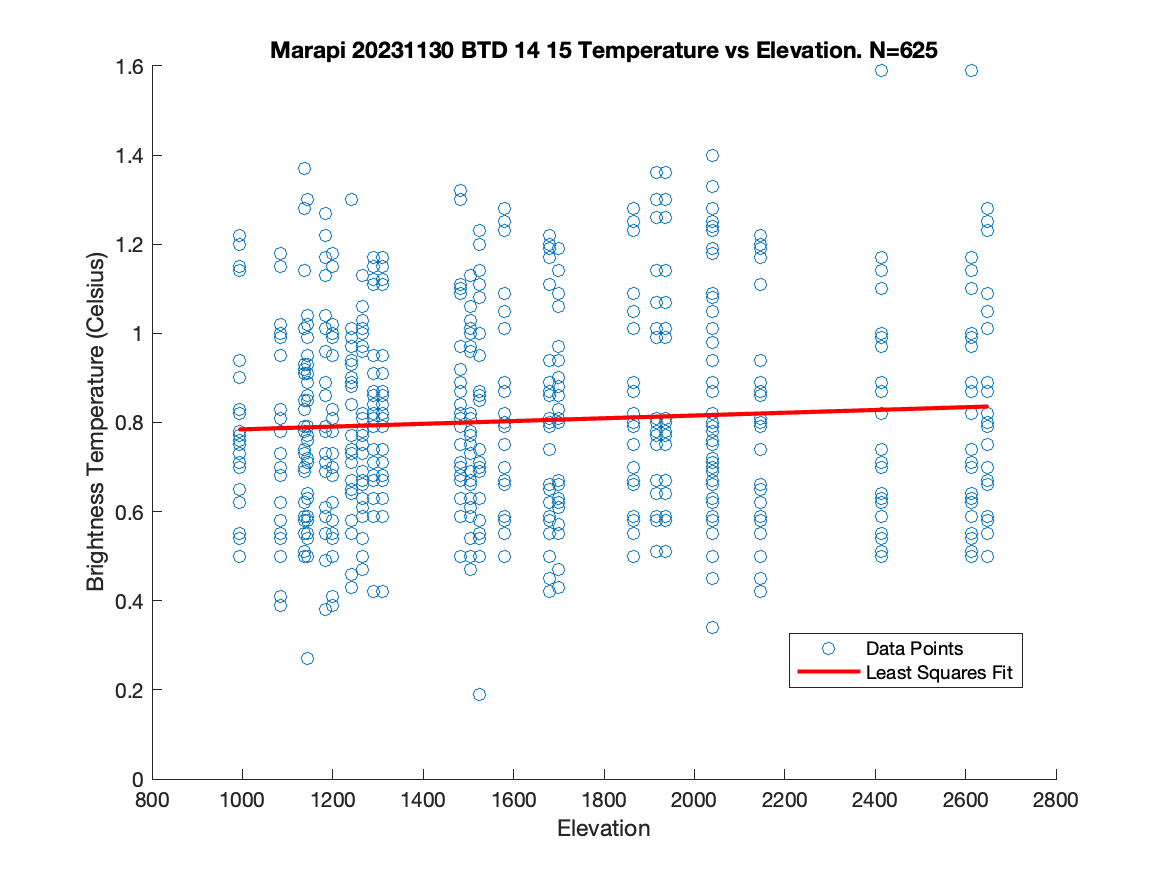 Marapi 20231130 BTD 14 15 Temperature vs Elevation. N=625
Brightness Temperature (Celsius)
1.6
1.4
1.2
1
0.8
0.6
0.4
0.2
0
Data Points
Least Squares Fit
800 1000 1200 1400 1600 1800 2000 2200 2400 2600 2800
Elevation